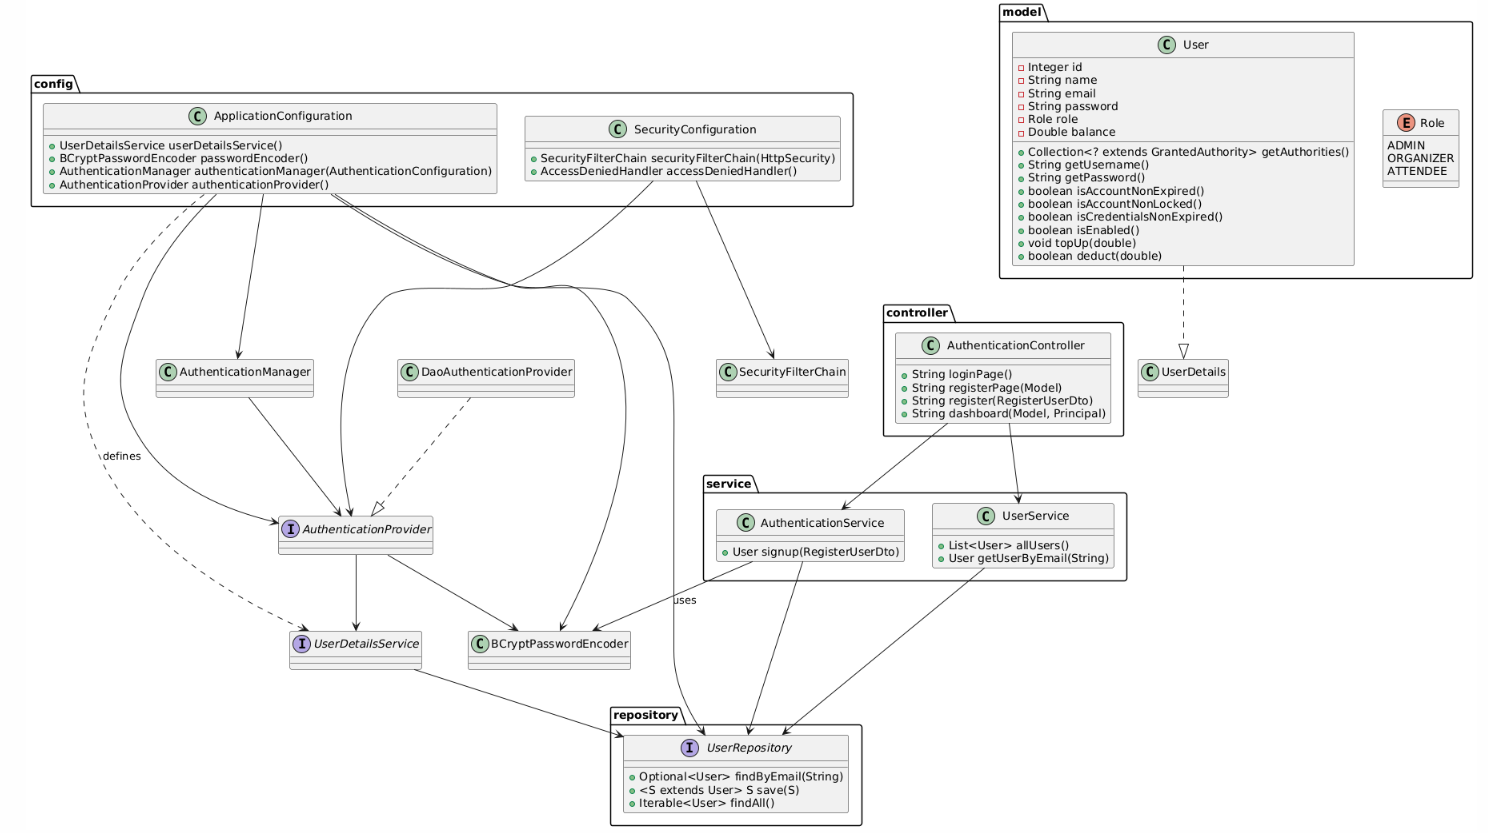 model
C User
Integer id
String name
String email
String password
Role role
Double balance
Collection<? extends GrantedAuthority> getAuthorities()
String getUsername()
String getPassword()
boolean isAccountNonExpired()
boolean isAccountNonLocked()
boolean isCredentialsNonExpired()
boolean isEnabled()
void topUp(double)
boolean deduct(double)
E Role
ADMIN
ORGANIZER
ATTENDEE
config
C ApplicationConfiguration
UserDetailsService userDetailsService()
BCryptPasswordEncoder passwordEncoder()
AuthenticationManager authenticationManager(AuthenticationConfiguration)
AuthenticationProvider authenticationProvider()
C SecurityConfiguration
SecurityFilterChain securityFilterChain(HttpSecurity)
AccessDeniedHandler accessDeniedHandler()
controller
C AuthenticationController
String loginPage()
String registerPage(Model)
String register(RegisterUserDto)
String dashboard(Model, Principal)
C AuthenticationManager
C DaoAuthenticationProvider
C SecurityFilterChain
C UserDetails
defines
service
C AuthenticationService
User signup(RegisterUserDto)
C UserService
List<User> allUsers()
User getUserByEmail(String)
I AuthenticationProvider
uses
I UserDetailsService
C BCryptPasswordEncoder
repository
I UserRepository
Optional<User> findByEmail(String)
<S extends User> S save(S)
Iterable<User> findAll()